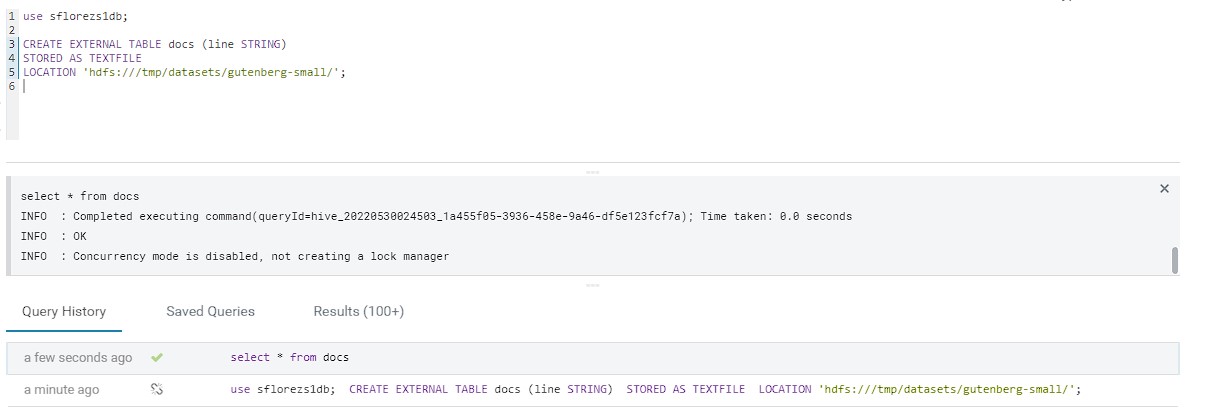 1 use sflorezs1db;
2
3 CREATE EXTERNAL TABLE docs (line STRING)
4 STORED AS TEXTFILE
5 LOCATION 'hdfs:///tmp/datasets/gutenberg-small/';
6
select * from docs
INFO  : Completed executing command(queryId=hive_20220530024503_1a455f05-3936-458e-9a46-df5e123fcf7a); Time taken: 0.0 seconds
INFO  : OK
INFO  : Concurrency mode is disabled, not creating a lock manager
Query History Saved Queries Results (100+)
a few seconds ago select * from docs
a minute ago use sflorezs1db;  CREATE EXTERNAL TABLE docs (line STRING)  STORED AS TEXTFILE  LOCATION 'hdfs:///tmp/datasets/gutenberg-small/';